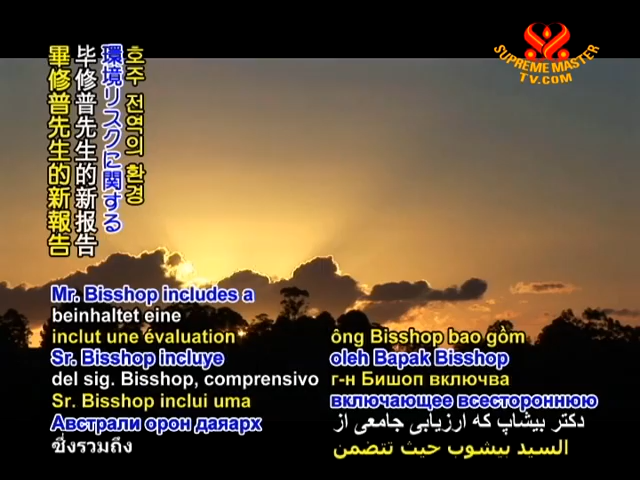 SUPREME MASTER
TV.COM
호주 전역의 환경
環境リスクに関する
毕修普先生的新报告
畢修普先生的新報告
Mr. Bisshop includes a
beinhaltet eine
inclut une évaluation
Sr. Bisshop incluye
del sig. Bisshop, comprensivo
Sr. Bisshop inclui uma
Австрали орон даяарх
ซึ่งรวมถึง
ông Bisshop bao gồm
oleh Bapak Bisshop
г-н Бишоп включва
включающее всестороннюю
دکتر بیشاپ که ارزیابی جامعی از
السيد بيشوب حيث تتضمن